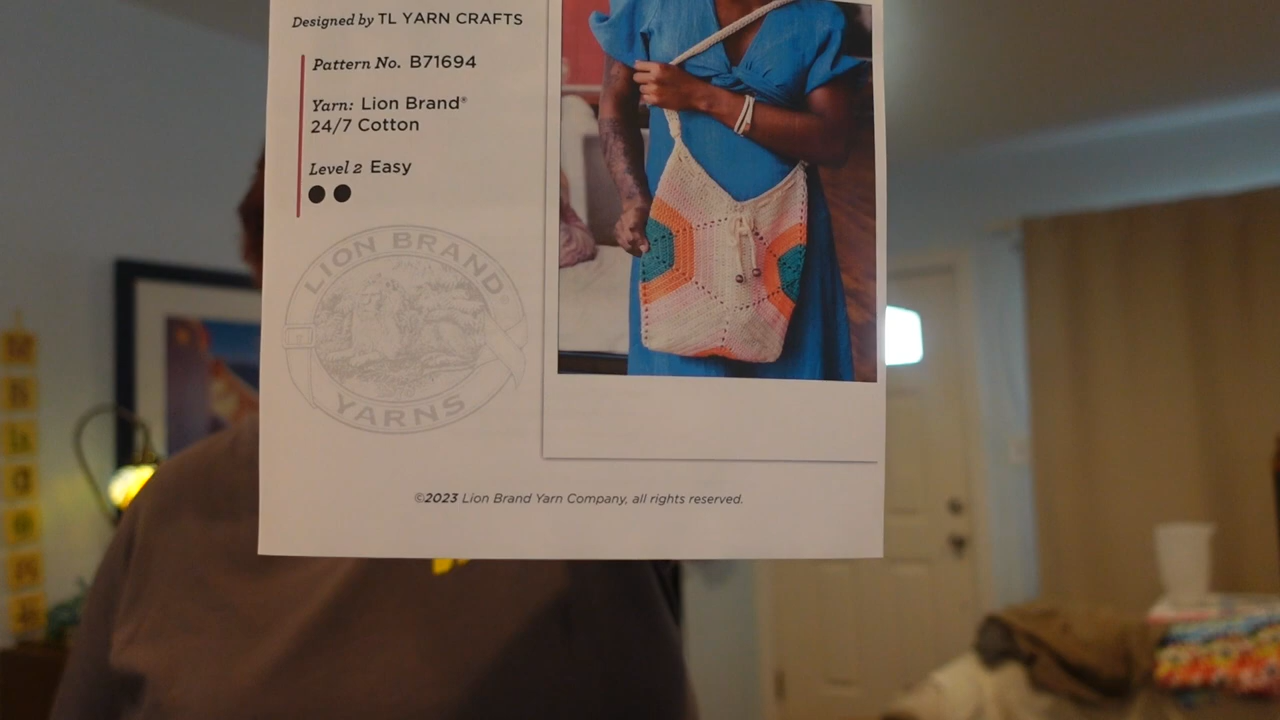 Designed by TL YARN CRAFTS
Pattern No. B71694
Yarn: Lion Brand®
24/7 Cotton
Level 2 Easy
LION BRAND®
YARNS
©2023 Lion Brand Yarn Company, all rights reserved.